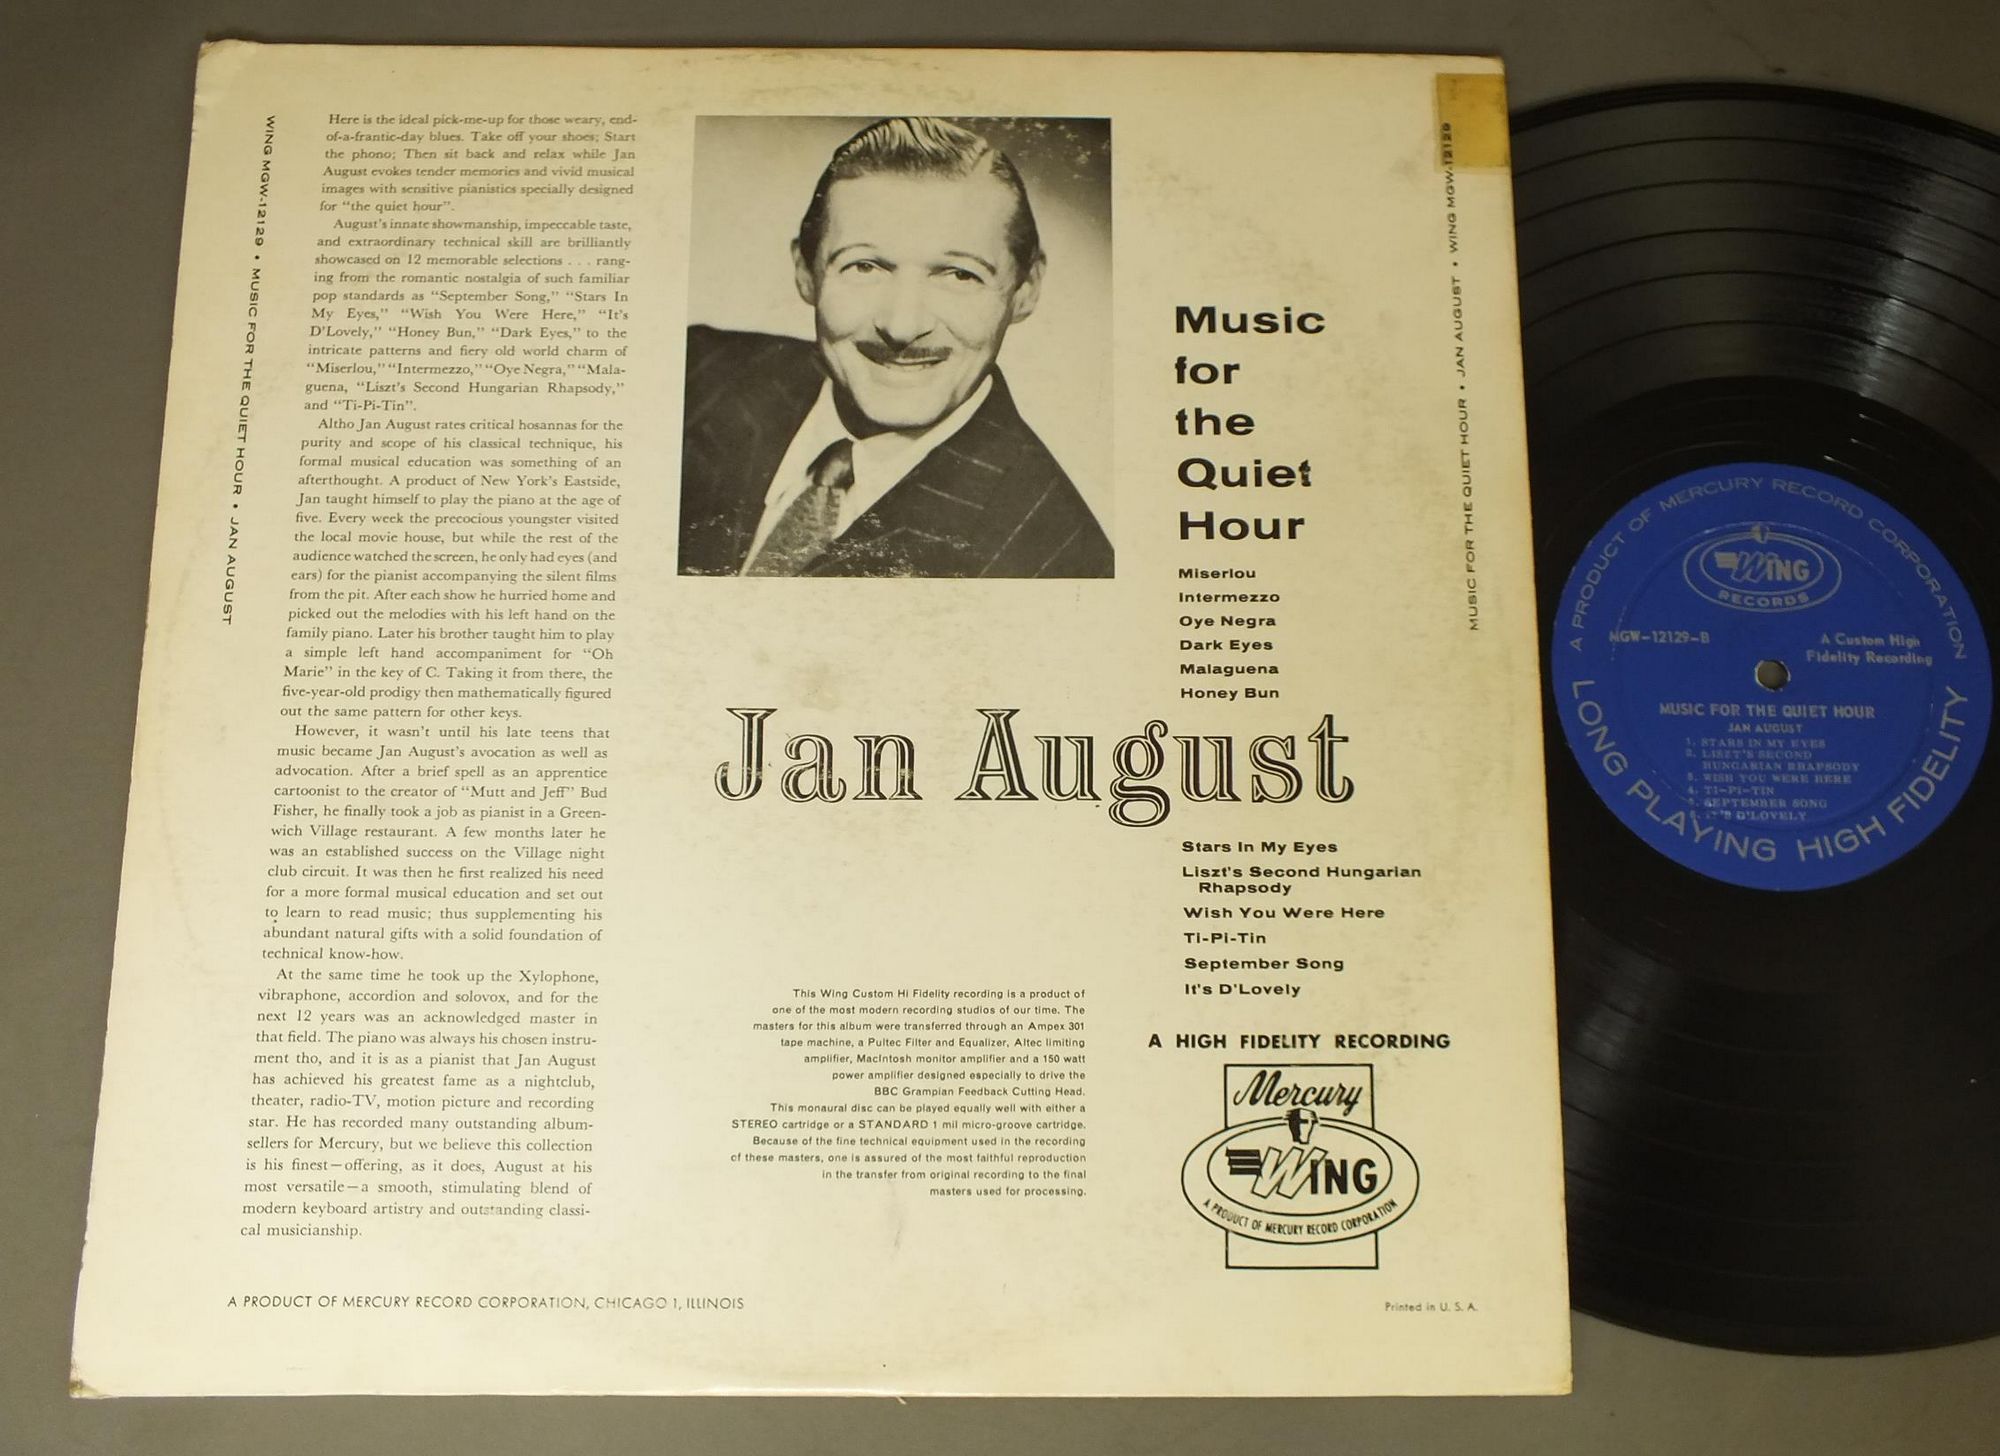 WING MGW-12129 • MUSIC FOR THE QUIET HOUR • JAN AUGUST
Here is the ideal pick-me-up for those weary, end-
of-a-frantic-day blues. Take off your shoes; Start
the phono; Then sit back and relax while Jan
August evokes tender memories and vivid musical
images with sensitive pianistics specially designed
for "the quiet hour".
August's innate showmanship, impeccable taste,
and extraordinary technical skill are brilliantly
showcased on 12 memorable selections . . . rang-
ing from the romantic nostalgia of such familiar
pop standards as "September Song," "Stars In
My Eyes," "Wish You Were Here," "It's
D'Lovely," "Honey Bun," "Dark Eyes," to the
intricate patterns and fiery old world charm of
"Miserlou," "Intermezzo," "Oye Negra," "Mala-
guena, "Liszt's Second Hungarian Rhapsody,"
and "Ti-Pi-Tin".
Altho Jan August rates critical hosannas for the
purity and scope of his classical technique, his
formal musical education was something of an
afterthought. A product of New York's Eastside,
Jan taught himself to play the piano at the age of
five. Every week the precocious youngster visited
the local movie house, but while the rest of the
audience watched the screen, he only had eyes (and
ears) for the pianist accompanying the silent films
from the pit. After each show he hurried home and
picked out the melodies with his left hand on the
family piano. Later his brother taught him to play
a simple left hand accompaniment for "Oh
Marie" in the key of C. Taking it from there, the
five-year-old prodigy then mathematically figured
out the same pattern for other keys.
However, it wasn't until his late teens that
music became Jan August's avocation as well as
advocation. After a brief spell as an apprentice
cartoonist to the creator of "Mutt and Jeff" Bud
Fisher, he finally took a job as pianist in a Green-
wich Village restaurant. A few months later he
was an established success on the Village night
club circuit. It was then he first realized his need
for a more formal musical education and set out
to learn to read music; thus supplementing his
abundant natural gifts with a solid foundation of
technical know-how.
At the same time he took up the Xylophone,
vibraphone, accordion and solovox, and for the
next 12 years was an acknowledged master in
that field. The piano was always his chosen instru-
ment tho, and it is as a pianist that Jan August
has achieved his greatest fame as a nightclub,
theater, radio-TV, motion picture and recording
star. He has recorded many outstanding album-
sellers for Mercury, but we believe this collection
is his finest—offering, as it does, August at his
most versatile—a smooth, stimulating blend of
modern keyboard artistry and outstanding classi-
cal musicianship.
A PRODUCT OF MERCURY RECORD CORPORATION, CHICAGO 1, ILLINOIS
Music
for
the
Quiet
Hour
Miserlou
Intermezzo
Oye Negra
Dark Eyes
Malaguena
Honey Bun
Jan August
Stars In My Eyes
Liszt's Second Hungarian
Rhapsody
Wish You Were Here
Ti-Pi-Tin
September Song
It's D'Lovely
This Wing Custom Hi Fidelity recording is a product of
one of the most modern recording studios of our time. The
masters for this album were transferred through an Ampex 301
tape machine, a Pultec Filter and Equalizer, Altec limiting
amplifier, MacIntosh monitor amplifier and a 150 watt
power amplifier designed especially to drive the
BBC Grampian Feedback Cutting Head.
This monaural disc can be played equally well with either a
STEREO cartridge or a STANDARD 1 mil micro-groove cartridge.
Because of the fine technical equipment used in the recording
of these masters, one is assured of the most faithful reproduction
in the transfer from original recording to the final
masters used for processing.
A HIGH FIDELITY RECORDING
Mercury
WING
A PRODUCT OF MERCURY RECORD CORPORATION
Printed in U. S. A.
MUSIC FOR THE QUIET HOUR • JAN AUGUST • WING MGW-12129
A PRODUCT OF MERCURY RECORD CORPORATION
WING
RECORDS
MGW-12129-B
A Custom High
Fidelity Recording
MUSIC FOR THE QUIET HOUR
JAN AUGUST
1. STARS IN MY EYES
2. LISZT'S SECOND
HUNGARIAN RHAPSODY
3. WISH YOU WERE HERE
4. TI-PI-TIN
5. SEPTEMBER SONG
6. IT'S D'LOVELY
LONG PLAYING HIGH FIDELITY